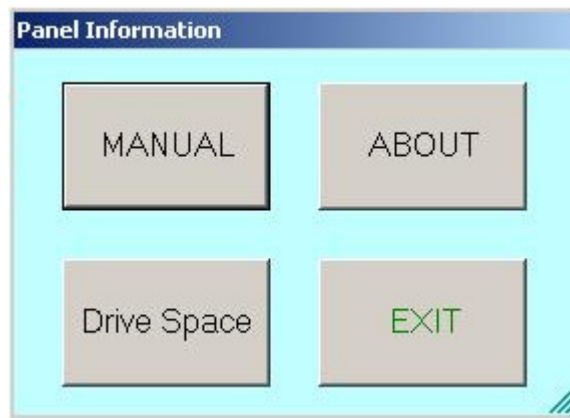 Panel Information
MANUAL
ABOUT
Drive Space
EXIT